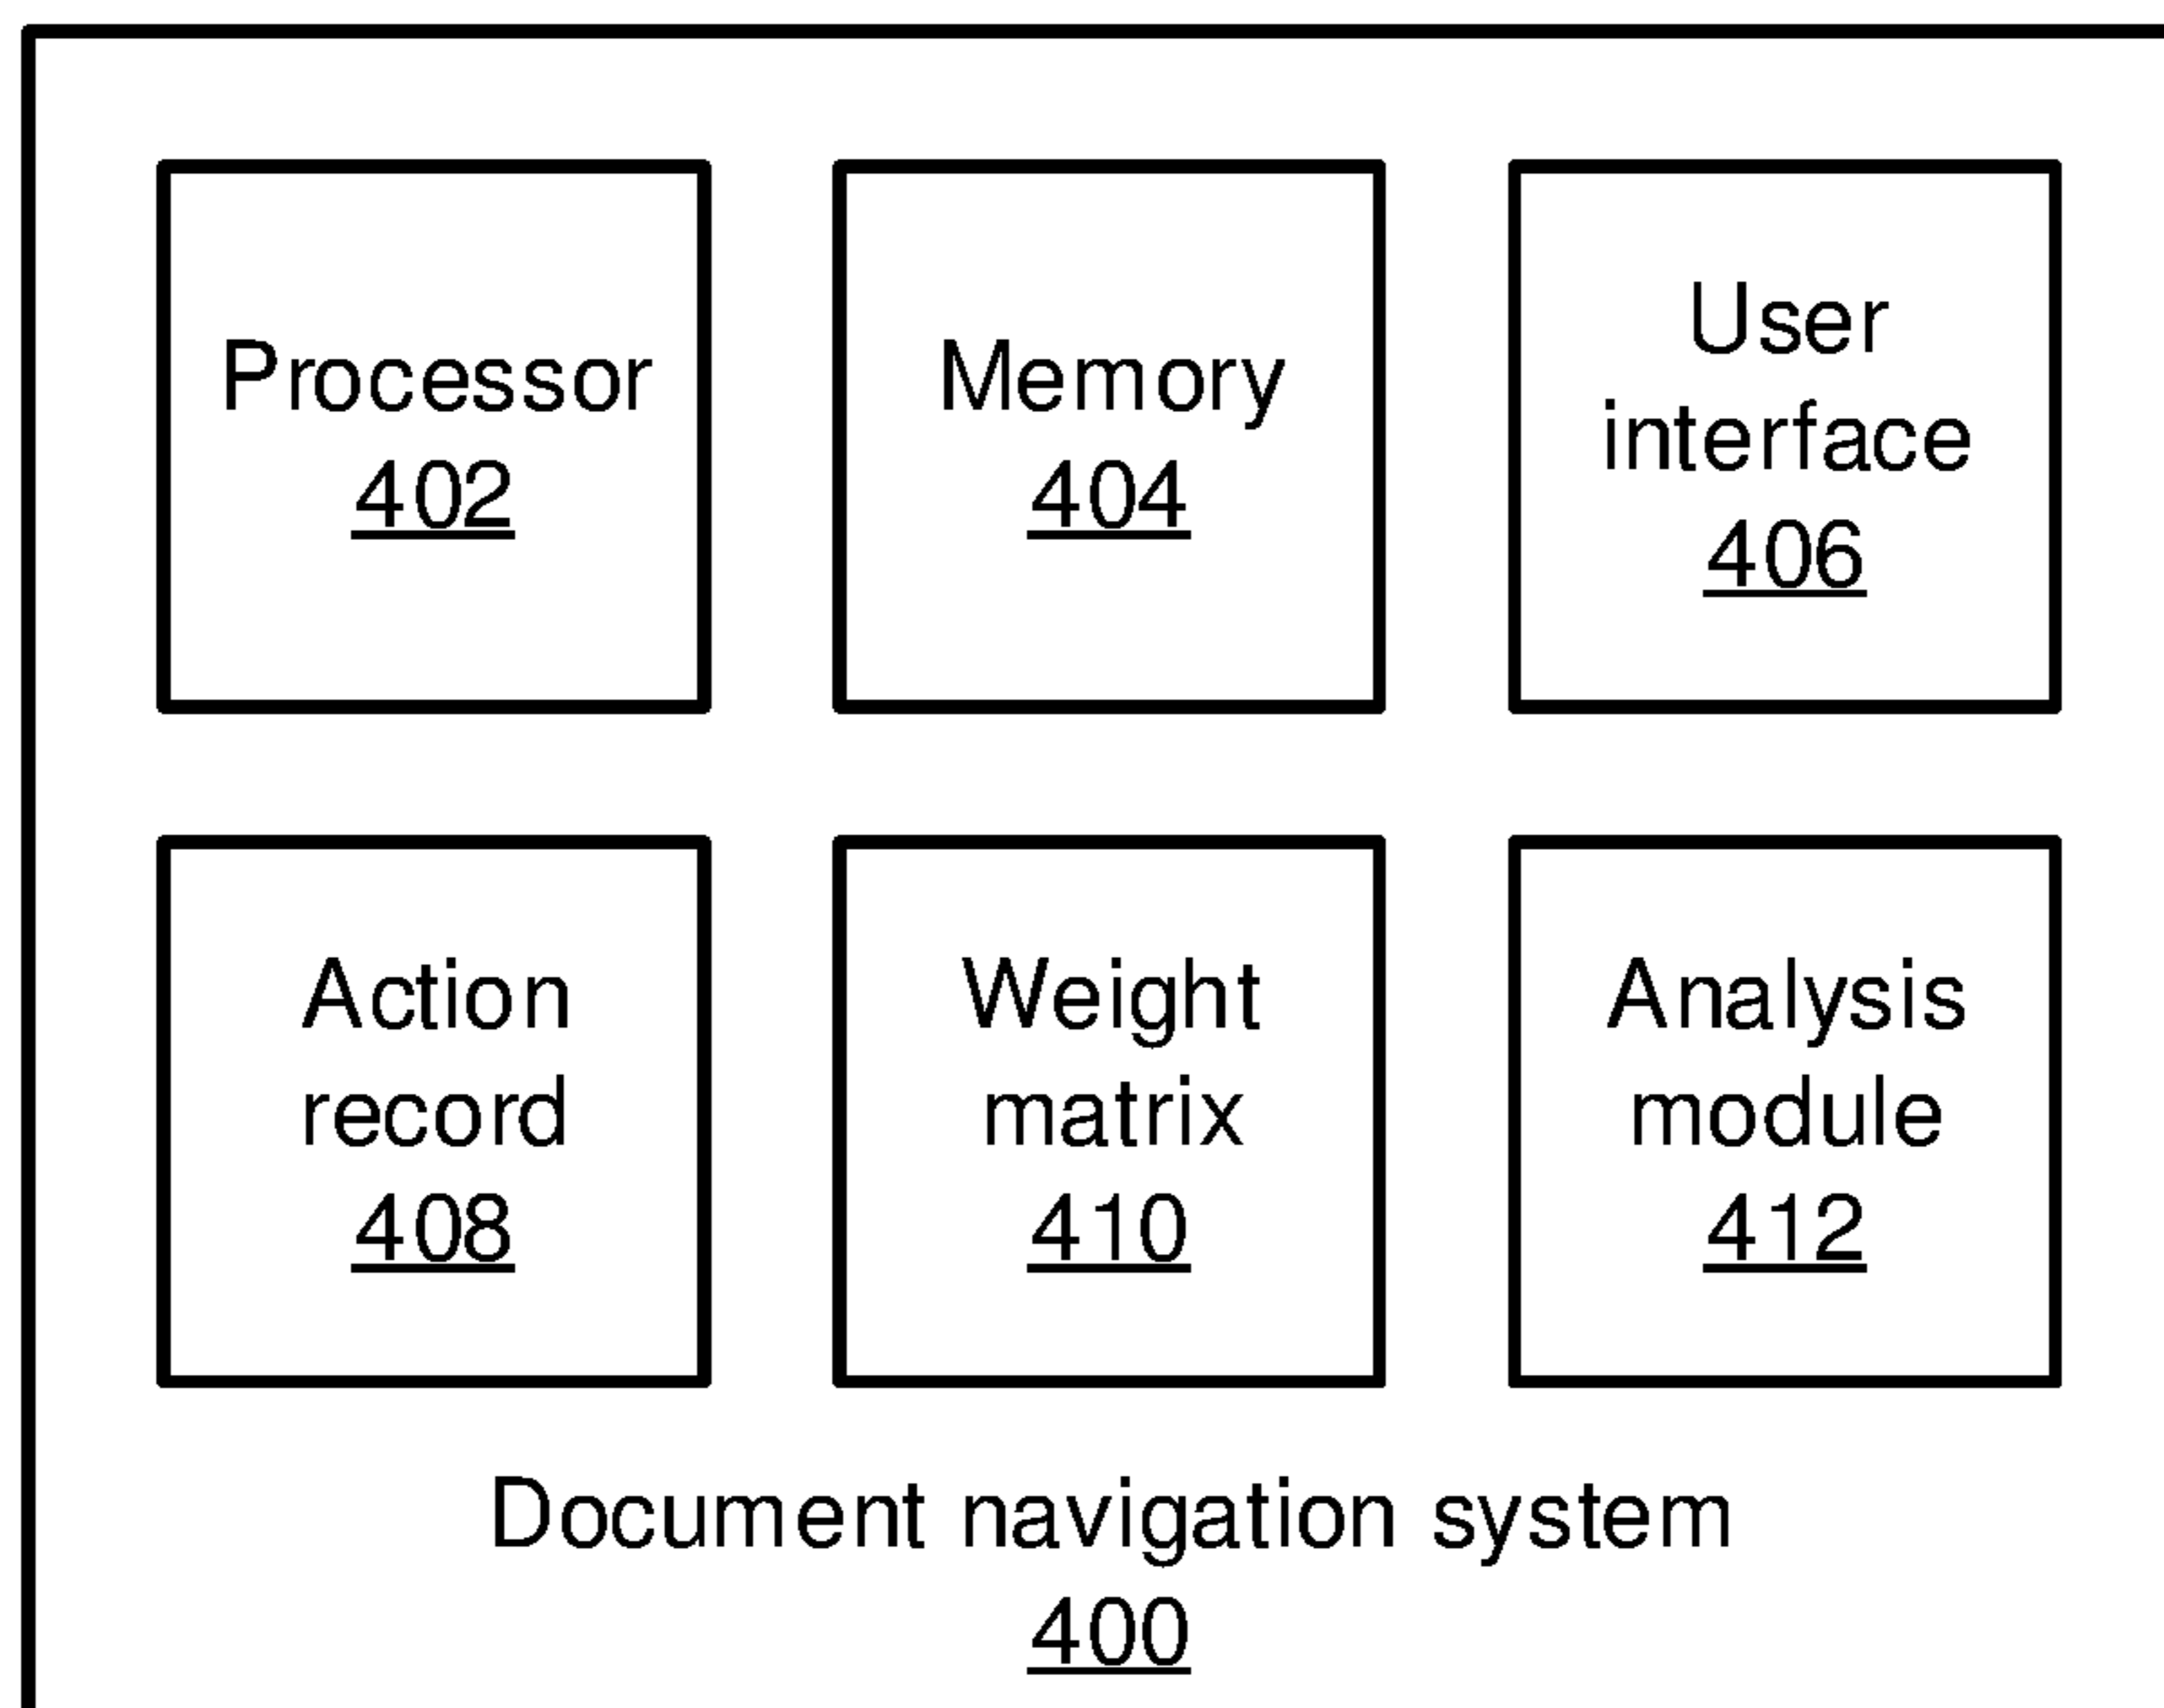 Processor
402
Memory
404
User
interface
406
Action
record
408
Weight
matrix
410
Analysis
module
412
Document navigation system
400